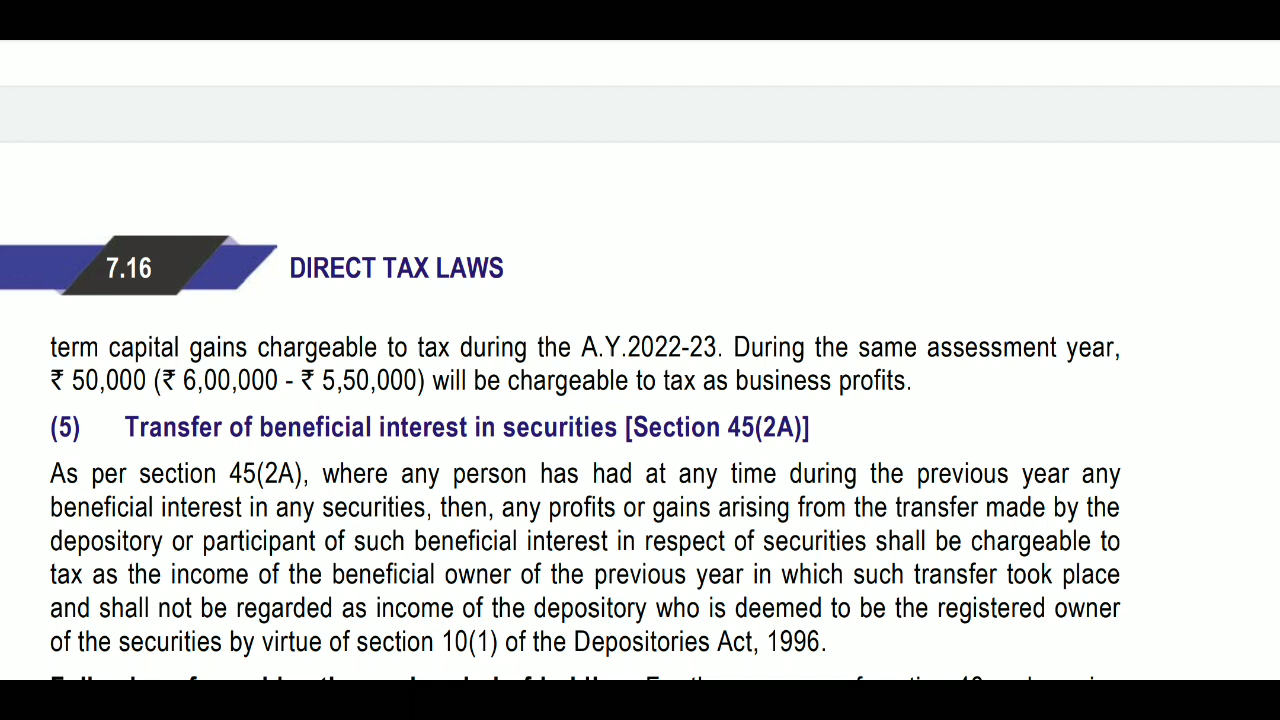 7.16 DIRECT TAX LAWS
term capital gains chargeable to tax during the A.Y.2022-23. During the same assessment year,
₹ 50,000 (₹ 6,00,000 - ₹ 5,50,000) will be chargeable to tax as business profits.
(5) Transfer of beneficial interest in securities [Section 45(2A)]
As per section 45(2A), where any person has had at any time during the previous year any
beneficial interest in any securities, then, any profits or gains arising from the transfer made by the
depository or participant of such beneficial interest in respect of securities shall be chargeable to
tax as the income of the beneficial owner of the previous year in which such transfer took place
and shall not be regarded as income of the depository who is deemed to be the registered owner
of the securities by virtue of section 10(1) of the Depositories Act, 1996.